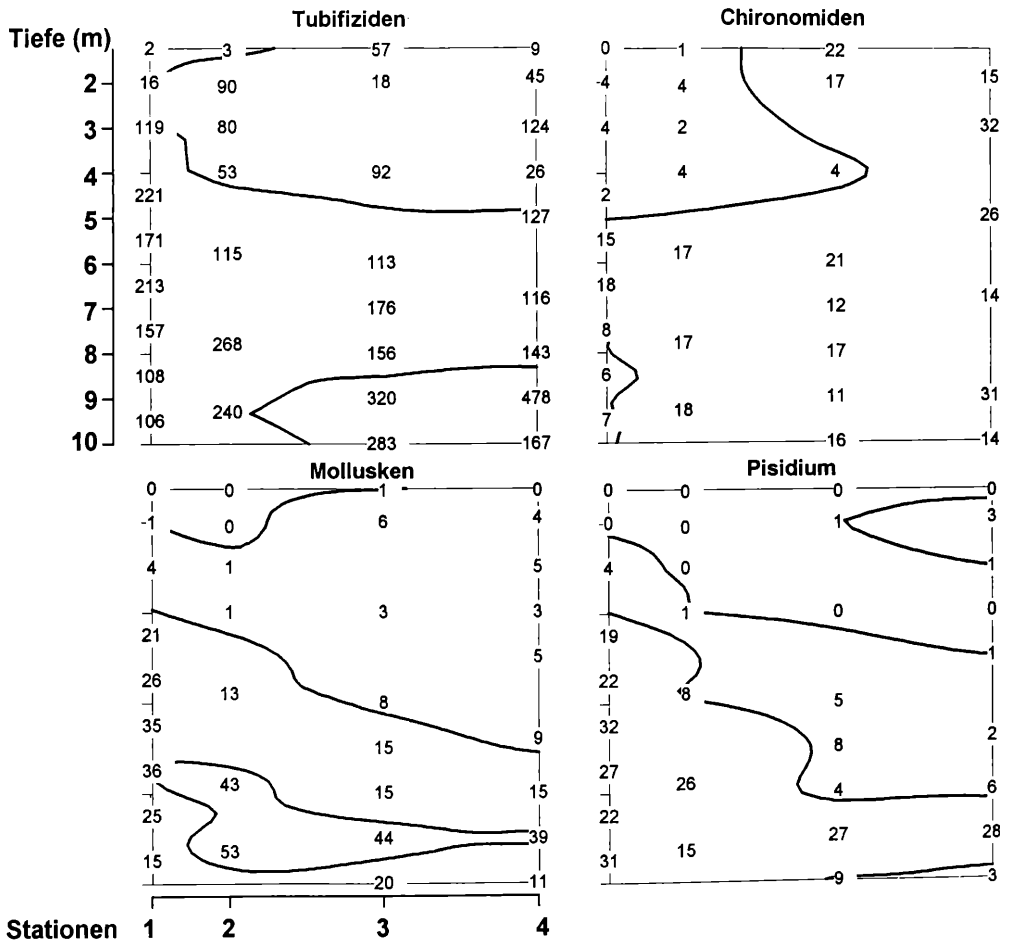 Tubifiziden Chironomiden
Tiefe (m)
2 3 57 9 0 1 22
2 16 90 18 45 -4 4 17 15
3 119 80 124 4 2 32
4 53 92 26 4 4
221 2
5 127 26
171 115 15 17
6 113 21
213 116 18 14
7 176 12
157 8
268 17
8 156 143 17
108 6
9 320 478 11 31
106 240 7 18
10 283 167 16 14
Mollusken Pisidium
0 0 1 0 0 0 0 0
-1 0 6 4 -0 0 1 3
4 1 5 4 0 1
1 3 3 1 0 0
21 5 19 1
26 13 22 8
8 5
35 9 32 2
15 8
36 43 27 26
15 15 4 6
25 22
44 39 27 28
15 53 31 15
20 11 9 3
Stationen 1 2 3 4